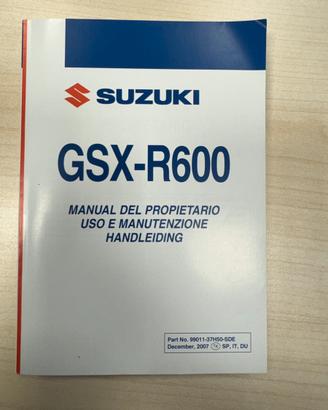 SUZUKI
GSX-R600
MANUAL DEL PROPIETARIO
USO E MANUTENZIONE
HANDLEIDING
Part No. 99011-37H50-SDE
December, 2007 SP, IT, DU